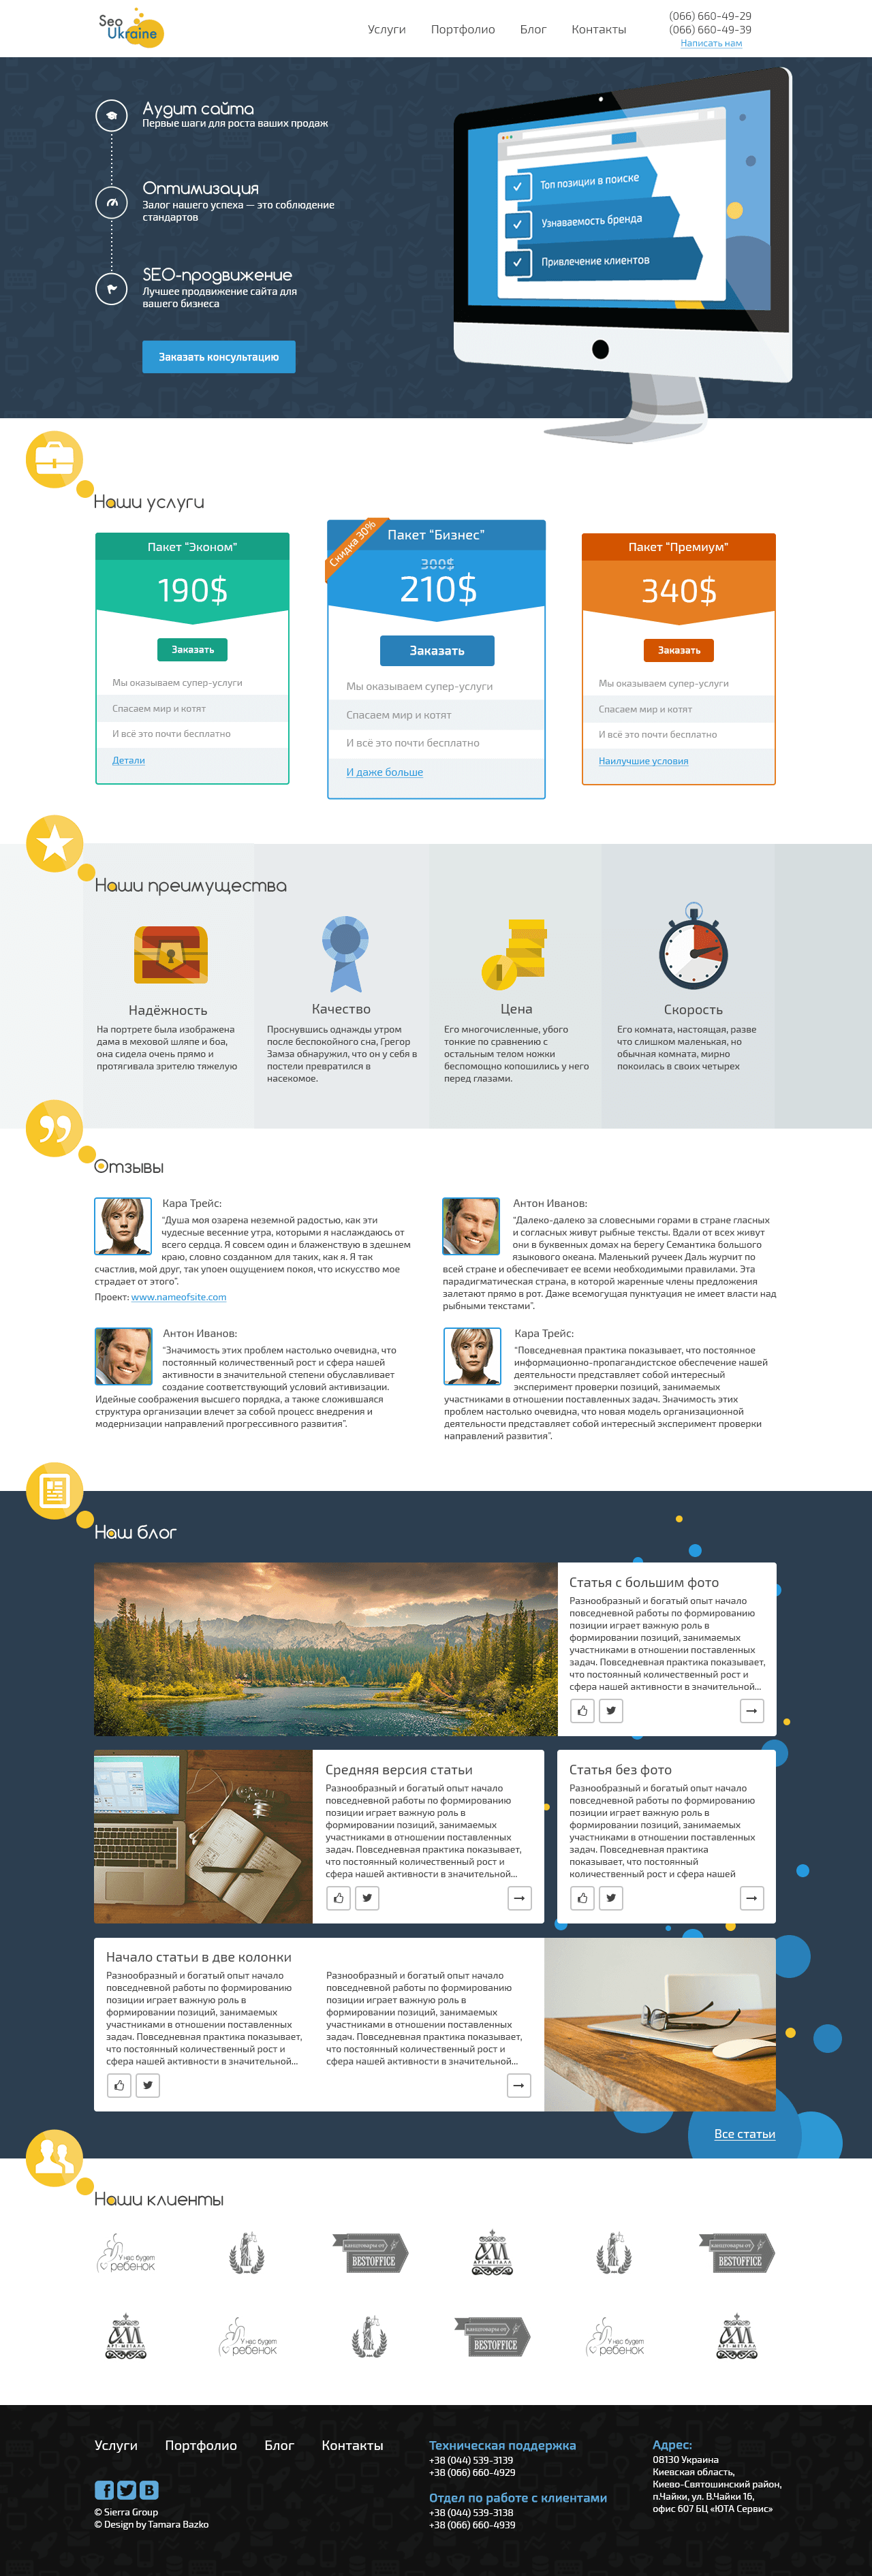 Seo
Ukraine
Услуги Портфолио Блог Контакты
(066) 660-49-29
(066) 660-49-39
Написать нам
Аудит сайта
Первые шаги для роста ваших продаж
Оптимизация
Залог нашего успеха — это соблюдение
стандартов
SEO-продвижение
Лучшее продвижение сайта для
вашего бизнеса
Заказать консультацию
Топ позиции в поиске
Узнаваемость бренда
Привлечение клиентов
Наши услуги
Пакет “Эконом”
190$
Заказать
Мы оказываем супер-услуги
Спасаем мир и котят
И всё это почти бесплатно
Детали
Скидка 30%
Пакет “Бизнес”
300$
210$
Заказать
Мы оказываем супер-услуги
Спасаем мир и котят
И всё это почти бесплатно
И даже больше
Пакет “Премиум”
340$
Заказать
Мы оказываем супер-услуги
Спасаем мир и котят
И всё это почти бесплатно
Наилучшие условия
Наши преимущества
Надёжность
На портрете была изображена
дама в меховой шляпе и боа,
она сидела очень прямо и
протягивала зрителю тяжелую
Качество
Проснувшись однажды утром
после беспокойного сна, Грегор
Замза обнаружил, что он у себя в
постели превратился в
насекомое.
Цена
Его многочисленные, убого
тонкие по сравнению с
остальным телом ножки
беспомощно копошились у него
перед глазами.
Скорость
Его комната, настоящая, разве
что слишком маленькая, но
обычная комната, мирно
покоилась в своих четырех
Отзывы
Кара Трейс:
“Душа моя озарена неземной радостью, как эти
чудесные весенние утра, которыми я наслаждаюсь от
всего сердца. Я совсем один и блаженствую в здешнем
краю, словно созданном для таких, как я. Я так
счастлив, мой друг, так упоен ощущением покоя, что искусство мое
страдает от этого”.
Проект: www.nameofsite.com
Антон Иванов:
“Далеко-далеко за словесными горами в стране гласных
и согласных живут рыбные тексты. Вдали от всех живут
они в буквенных домах на берегу Семантика большого
языкового океана. Маленький ручеек Даль журчит по
всей стране и обеспечивает ее всеми необходимыми правилами. Эта
парадигматическая страна, в которой жаренные члены предложения
залетают прямо в рот. Даже всемогущая пунктуация не имеет власти над
рыбными текстами”.
Антон Иванов:
“Значимость этих проблем настолько очевидна, что
постоянный количественный рост и сфера нашей
активности в значительной степени обуславливает
создание соответствующий условий активизации.
Идейные соображения высшего порядка, а также сложившаяся
структура организации влечет за собой процесс внедрения и
модернизации направлений прогрессивного развития”.
Кара Трейс:
“Повседневная практика показывает, что постоянное
информационно-пропагандистское обеспечение нашей
деятельности представляет собой интересный
эксперимент проверки позиций, занимаемых
участниками в отношении поставленных задач. Значимость этих
проблем настолько очевидна, что новая модель организационной
деятельности представляет собой интересный эксперимент проверки
направлений развития”.
Наш блог
Статья с большим фото
Разнообразный и богатый опыт начало
повседневной работы по формированию
позиции играет важную роль в
формировании позиций, занимаемых
участниками в отношении поставленных
задач. Повседневная практика показывает,
что постоянный количественный рост и
сфера нашей активности в значительной...
Средняя версия статьи
Разнообразный и богатый опыт начало
повседневной работы по формированию
позиции играет важную роль в
формировании позиций, занимаемых
участниками в отношении поставленных
задач. Повседневная практика показывает,
что постоянный количественный рост и
сфера нашей активности в значительной...
Статья без фото
Разнообразный и богатый опыт начало
повседневной работы по формированию
позиции играет важную роль в
формировании позиций, занимаемых
участниками в отношении поставленных
задач. Повседневная практика
показывает, что постоянный
количественный рост и сфера нашей
Начало статьи в две колонки
Разнообразный и богатый опыт начало
повседневной работы по формированию
позиции играет важную роль в
формировании позиций, занимаемых
участниками в отношении поставленных
задач. Повседневная практика показывает,
что постоянный количественный рост и
сфера нашей активности в значительной...
Разнообразный и богатый опыт начало
повседневной работы по формированию
позиции играет важную роль в
формировании позиций, занимаемых
участниками в отношении поставленных
задач. Повседневная практика показывает,
что постоянный количественный рост и
сфера нашей активности в значительной...
Все статьи
Наши клиенты
У нас будет
ребенок
канцтовары от
BESTOFFICE
АРТ-МЕТАЛЛ
канцтовары от
BESTOFFICE
АРТ-МЕТАЛЛ
У нас будет
ребенок
канцтовары от
BESTOFFICE
У нас будет
ребенок
АРТ-МЕТАЛЛ
Услуги Портфолио Блог Контакты
© Sierra Group
© Design by Tamara Bazko
Техническая поддержка
+38 (044) 539-3139
+38 (066) 660-4929
Отдел по работе с клиентами
+38 (044) 539-3138
+38 (066) 660-4939
Адрес:
08130 Украина
Киевская область,
Киево-Святошинский район,
п.Чайки, ул. В.Чайки 16,
офис 607 БЦ «ЮТА Сервис»